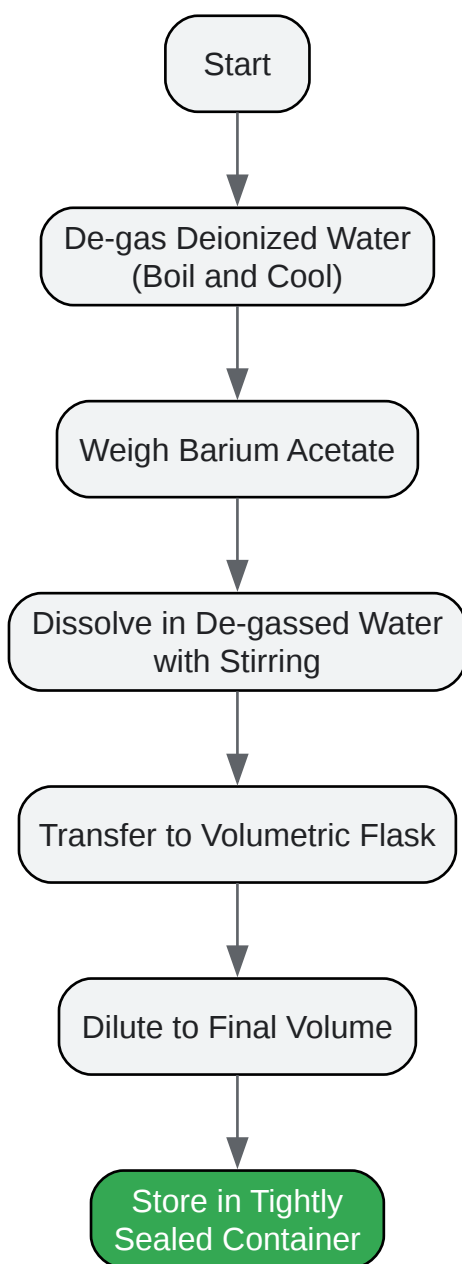 Start
De-gas Deionized Water
(Boil and Cool)
Weigh Barium Acetate
Dissolve in De-gassed Water
with Stirring
Transfer to Volumetric Flask
Dilute to Final Volume
Store in Tightly
Sealed Container